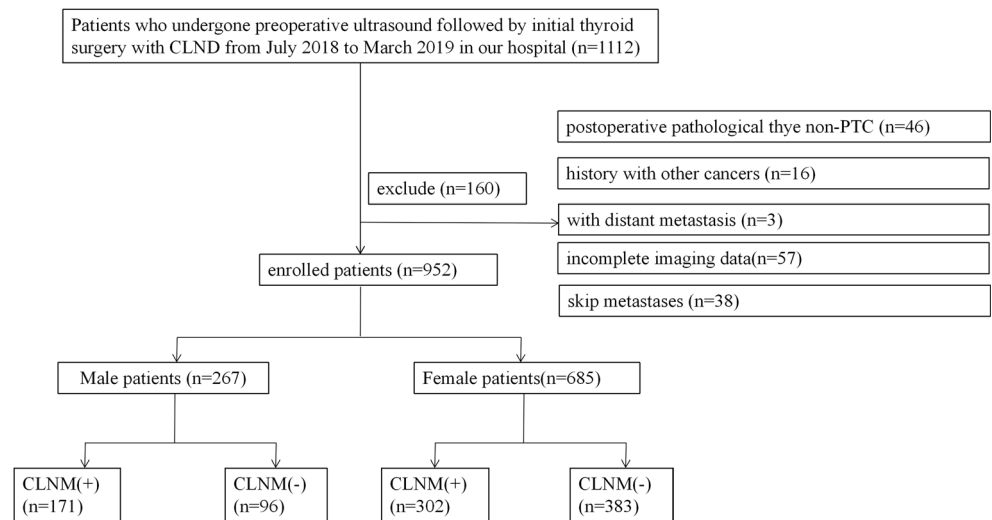 Patients who undergone preoperative ultrasound followed by initial thyroid
surgery with CLND from July 2018 to March 2019 in our hospital (n=1112)
postoperative pathological thye non-PTC (n=46)
history with other cancers (n=16)
exclude (n=160)
with distant metastasis (n=3)
incomplete imaging data(n=57)
enrolled patients (n=952)
skip metastases (n=38)
Male patients (n=267)
Female patients(n=685)
CLNM(+)
(n=171)
CLNM(-)
(n=96)
CLNM(+)
(n=302)
CLNM(-)
(n=383)